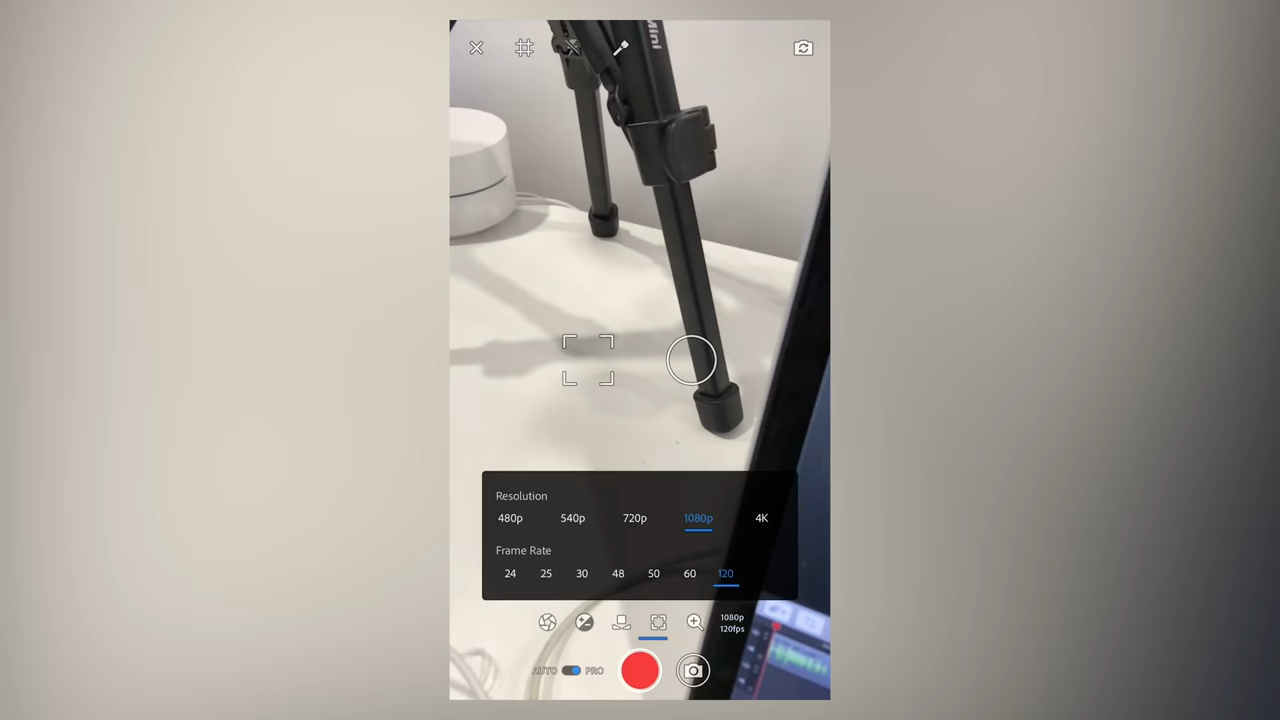 Mini
Resolution
480p 540p 720p 1080p 4K
Frame Rate
24 25 30 48 50 60 120
1080p
120fps
AUTO PRO